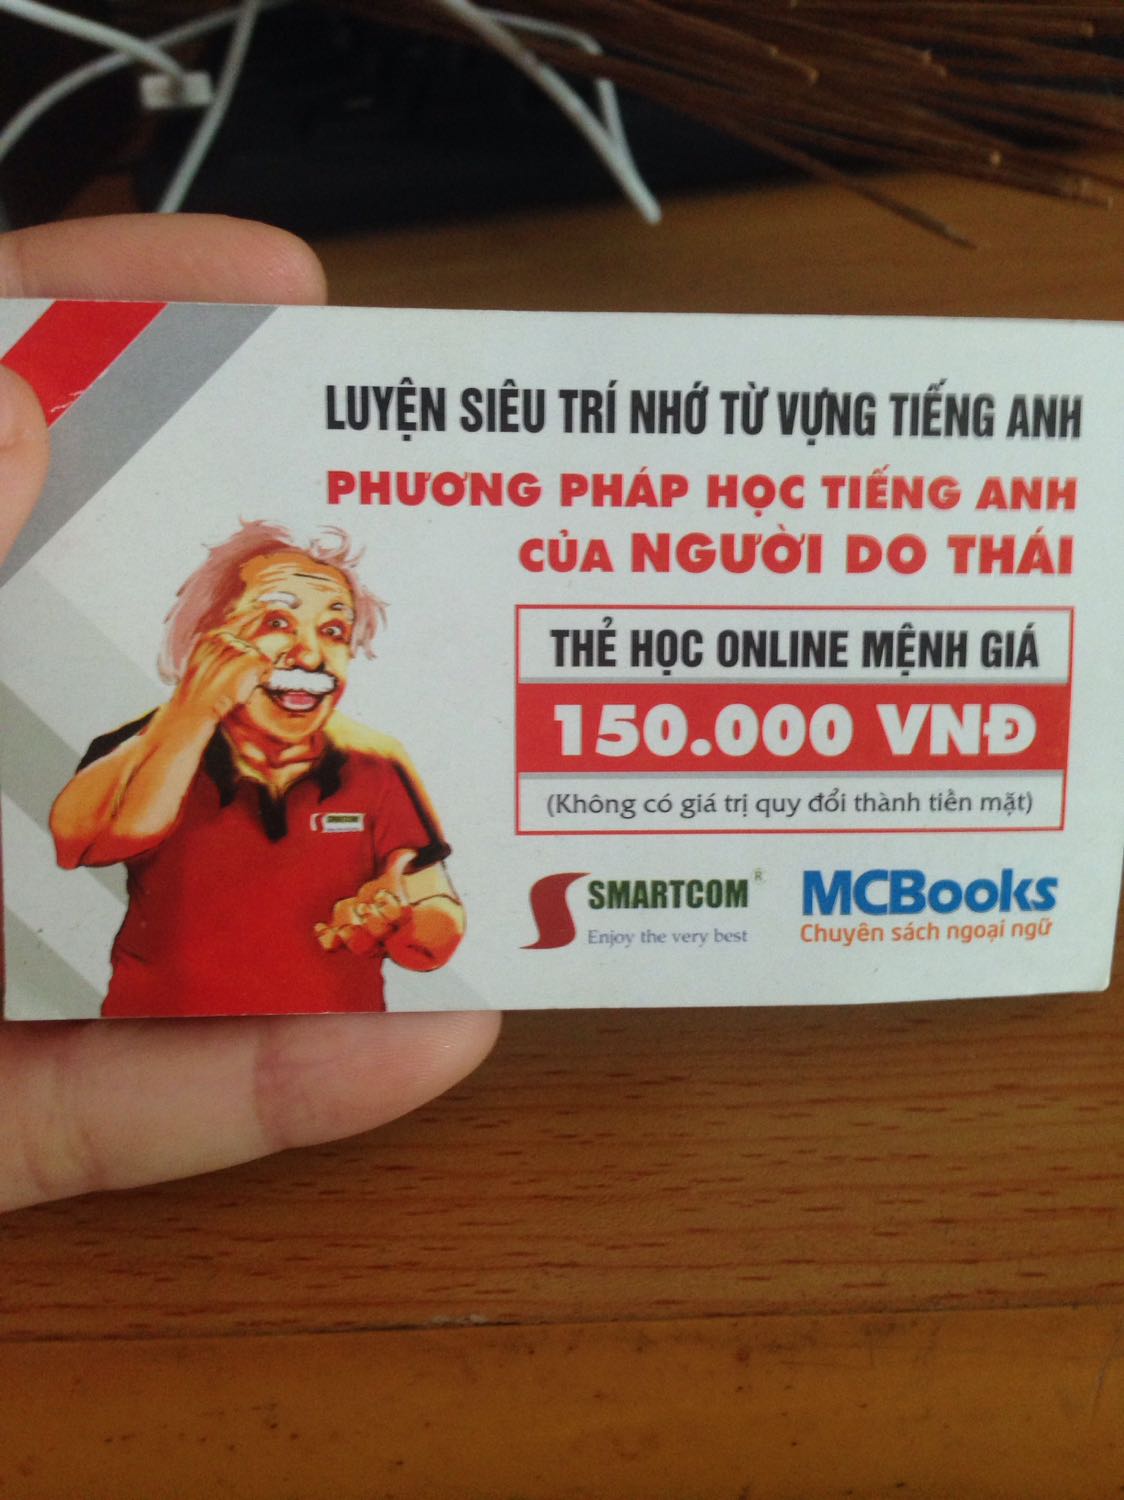 LUYỆN SIÊU TRÍ NHỚ TỪ VỰNG TIẾNG ANH
PHƯƠNG PHÁP HỌC TIẾNG ANH
CỦA NGƯỜI DO THÁI
THẺ HỌC ONLINE MỆNH GIÁ
150.000 VNĐ
(Không có giá trị quy đổi thành tiền mặt)
SMARTCOM®
Enjoy the very best
MCBooks
Chuyên sách ngoại ngữ
SMARTCOM